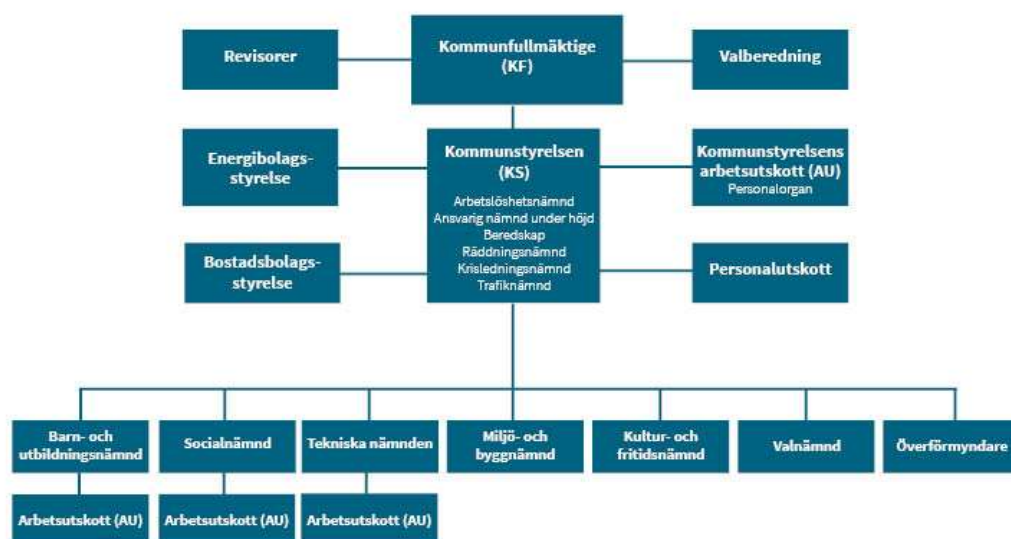 Revisorer
Kommunfullmäktige
(KF)
Valberedning
Energibolags-
styrelse
Kommunstyrelsen
(KS)
Arbetslöshetsnämnd
Ansvarig nämnd under höjd
Beredskap
Räddningsnämnd
Krisledningsnämnd
Trafiknämnd
Kommunstyrelsens
arbetsutskott (AU)
Personalorgan
Bostadsbolags-
styrelse
Personalutskott
Barn- och
utbildningsnämnd
Socialnämnd
Tekniska nämnden
Miljö- och
byggnämnd
Kultur- och
fritidsnämnd
Valnämnd
Överförmyndare
Arbetsutskott (AU)
Arbetsutskott (AU)
Arbetsutskott (AU)